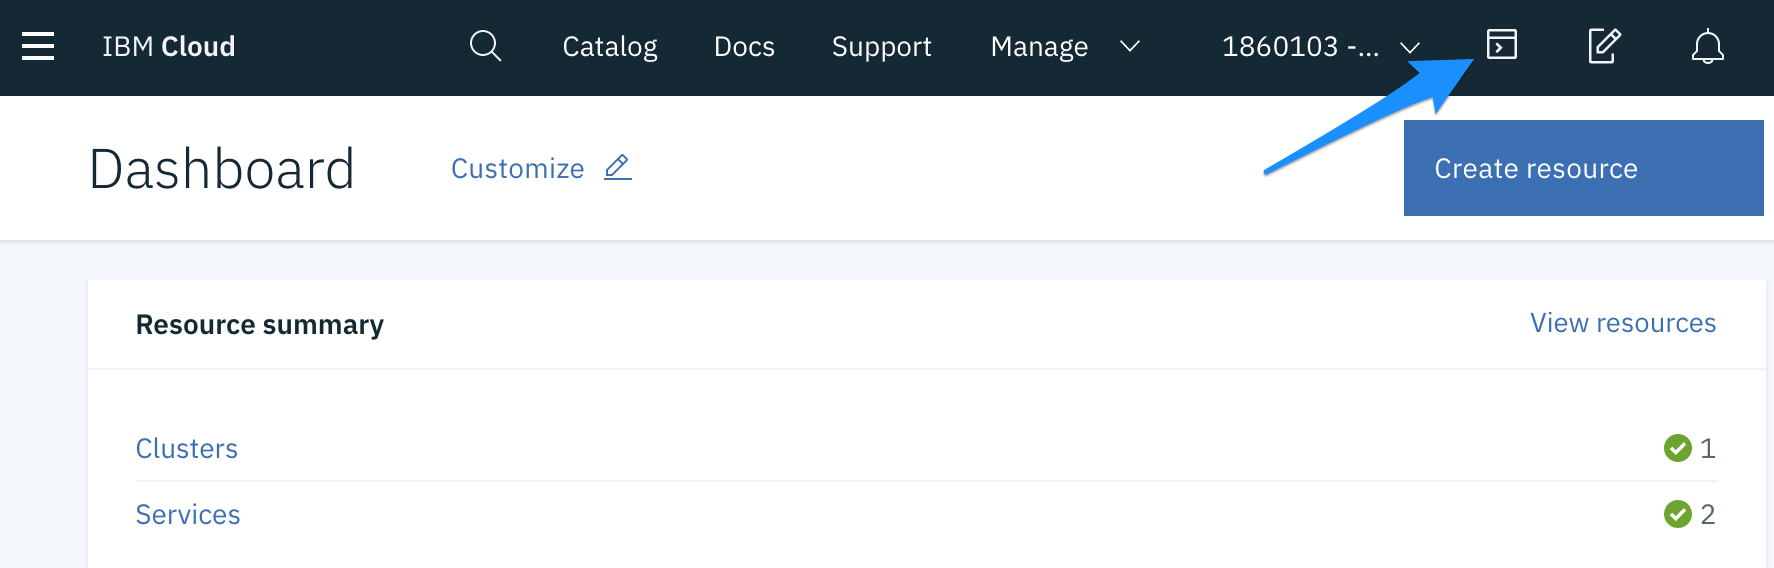 IBM Cloud Catalog Docs Support Manage 1860103 -...
Dashboard Customize Create resource
Resource summary View resources
Clusters 1
Services 2